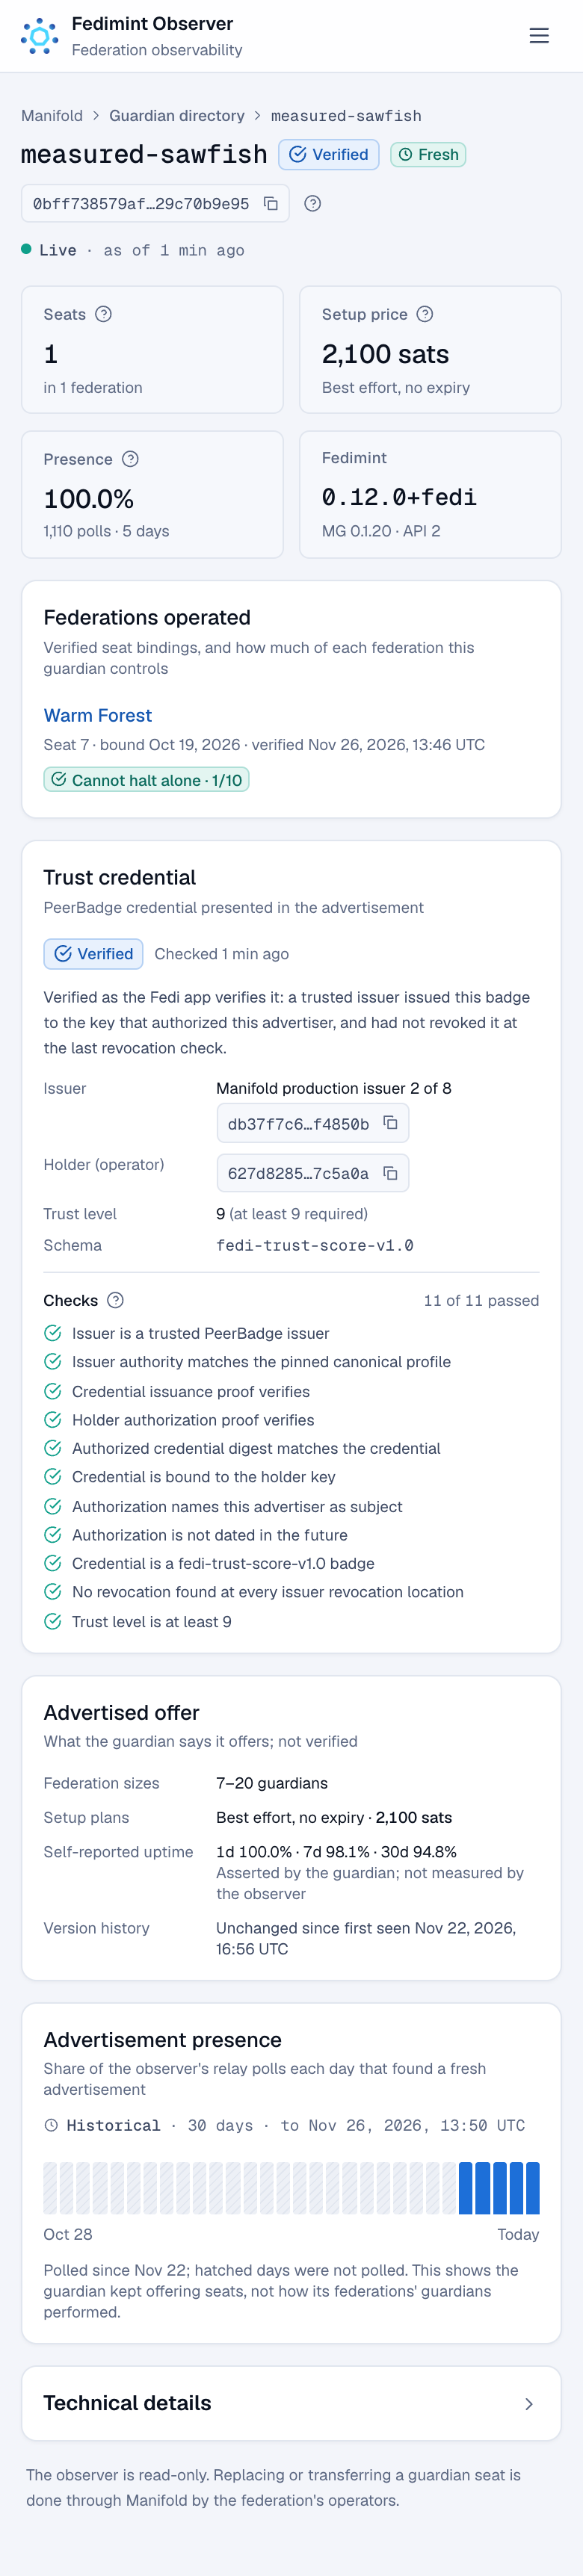 Fedimint Observer
Federation observability
Manifold > Guardian directory > measured-sawfish
measured-sawfish Verified Fresh
0bff738579af…29c70b9e95
Live · as of 1 min ago
Seats
1
in 1 federation
Setup price
2,100 sats
Best effort, no expiry
Presence
100.0%
1,110 polls · 5 days
Fedimint
0.12.0+fedi
MG 0.1.20 · API 2
Federations operated
Verified seat bindings, and how much of each federation this
guardian controls
Warm Forest
Seat 7 · bound Oct 19, 2026 · verified Nov 26, 2026, 13:46 UTC
Cannot halt alone · 1/10
Trust credential
PeerBadge credential presented in the advertisement
Verified Checked 1 min ago
Verified as the Fedi app verifies it: a trusted issuer issued this badge
to the key that authorized this advertiser, and had not revoked it at
the last revocation check.
Issuer Manifold production issuer 2 of 8
db37f7c6…f4850b
Holder (operator) 627d8285…7c5a0a
Trust level 9 (at least 9 required)
Schema fedi-trust-score-v1.0
Checks 11 of 11 passed
Issuer is a trusted PeerBadge issuer
Issuer authority matches the pinned canonical profile
Credential issuance proof verifies
Holder authorization proof verifies
Authorized credential digest matches the credential
Credential is bound to the holder key
Authorization names this advertiser as subject
Authorization is not dated in the future
Credential is a fedi-trust-score-v1.0 badge
No revocation found at every issuer revocation location
Trust level is at least 9
Advertised offer
What the guardian says it offers; not verified
Federation sizes 7–20 guardians
Setup plans Best effort, no expiry · 2,100 sats
Self-reported uptime 1d 100.0% · 7d 98.1% · 30d 94.8%
Asserted by the guardian; not measured by
the observer
Version history Unchanged since first seen Nov 22, 2026,
16:56 UTC
Advertisement presence
Share of the observer's relay polls each day that found a fresh
advertisement
Historical · 30 days · to Nov 26, 2026, 13:50 UTC
Oct 28 Today
Polled since Nov 22; hatched days were not polled. This shows the
guardian kept offering seats, not how its federations' guardians
performed.
Technical details
The observer is read-only. Replacing or transferring a guardian seat is
done through Manifold by the federation's operators.